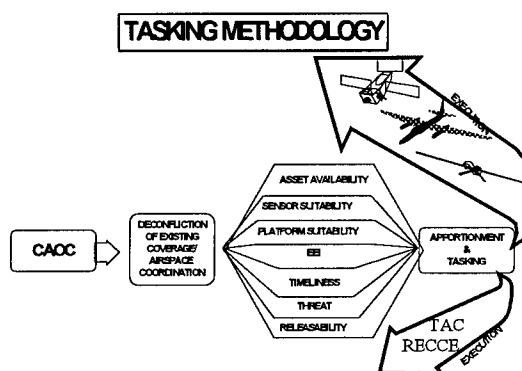 TASKING METHODOLOGY
EXECUTION
ASSET AVAILABILITY
SENSOR SUITABILITY
PLATFORM SUITABILITY
EEI
TIMELINESS
THREAT
RELEASABILITY
CAOC
DECONFLICTION
OF EXISTING
COVERAGE/
AIRSPACE
COORDINATION
APPORTIONMENT
&
TASKING
TAC
RECCE
EXECUTION